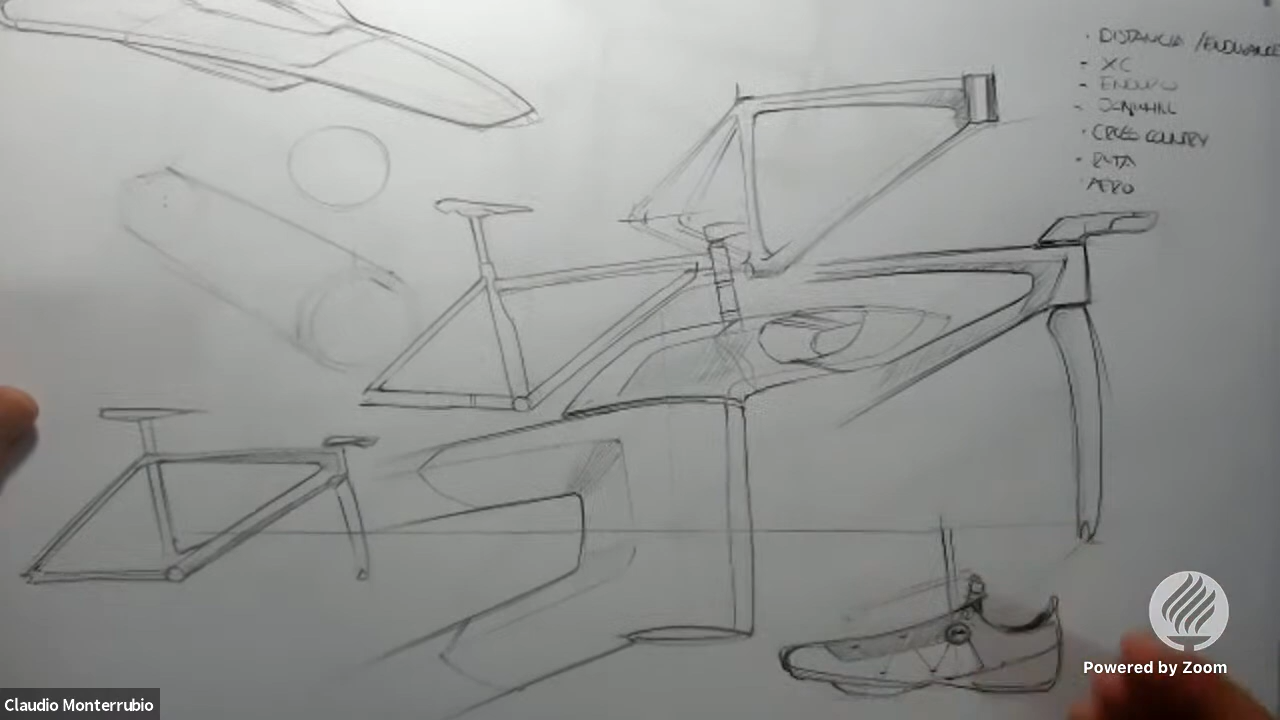 · DISTANCIA /ENDURANCE
- XC
- ENDURO
- DOWNHILL
· CROSS COUNTRY
- RUTA
AERO
Powered by Zoom
Claudio Monterrubio